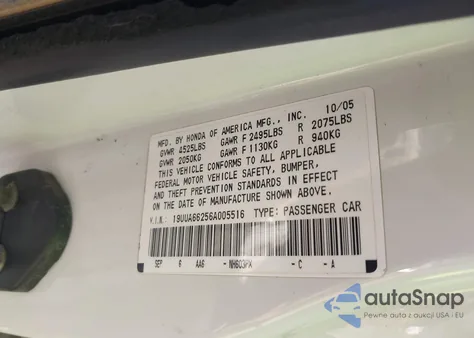 MFD. BY HONDA OF AMERICA MFG., INC. 10/05
GVWR 4525LBS GAWR F 2495LBS R 2075LBS
GVWR 2050KG GAWR F 1130KG R 940KG
THIS VEHICLE CONFORMS TO ALL APPLICABLE
FEDERAL MOTOR VEHICLE SAFETY, BUMPER,
AND THEFT PREVENTION STANDARDS IN EFFECT
ON THE DATE OF MANUFACTURE SHOWN ABOVE.
V.I.N.: 19UUA66256A005516 TYPE: PASSENGER CAR
SEP 6 AA6 -NH603PX -C -A
autoSnap
Pewne auta z aukcji USA i EU